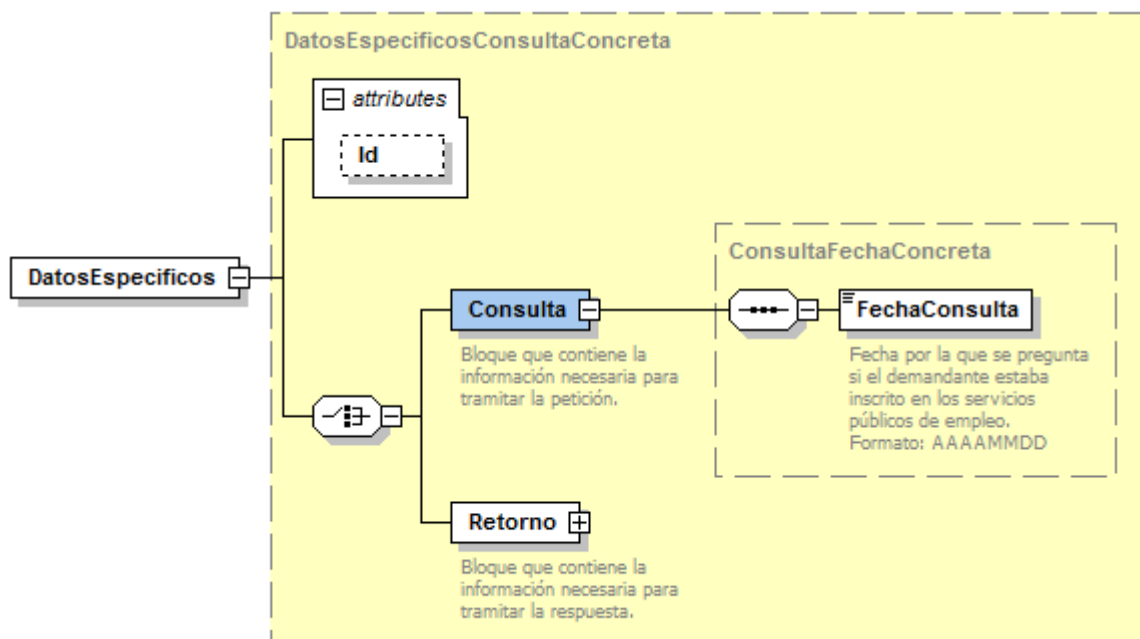 DatosEspecificosConsultaConcreta
attributes
Id
DatosEspecificos
ConsultaFechaConcreta
Consulta
FechaConsulta
Bloque que contiene la
información necesaria para
tramitar la petición.
Fecha por la que se pregunta
si el demandante estaba
inscrito en los servicios
públicos de empleo.
Formato: AAAAMMDD
Retorno
Bloque que contiene la
información necesaria para
tramitar la respuesta.